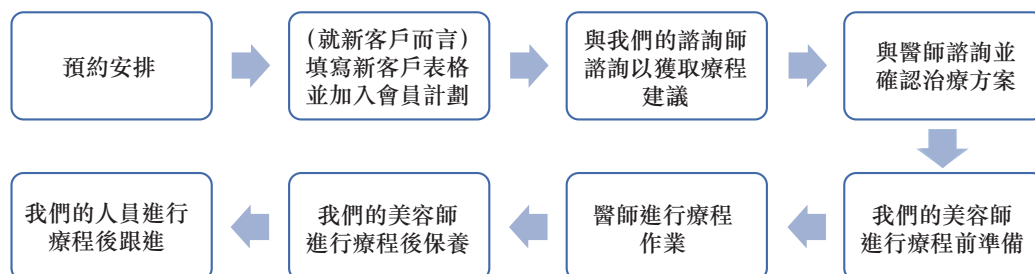 預約安排
(就新客戶而言)
填寫新客戶表格
並加入會員計劃
與我們的諮詢師
諮詢以獲取療程
建議
與醫師諮詢並
確認治療方案
我們的美容師
進行療程前準備
醫師進行療程
作業
我們的美容師
進行療程後保養
我們的人員進行
療程後跟進